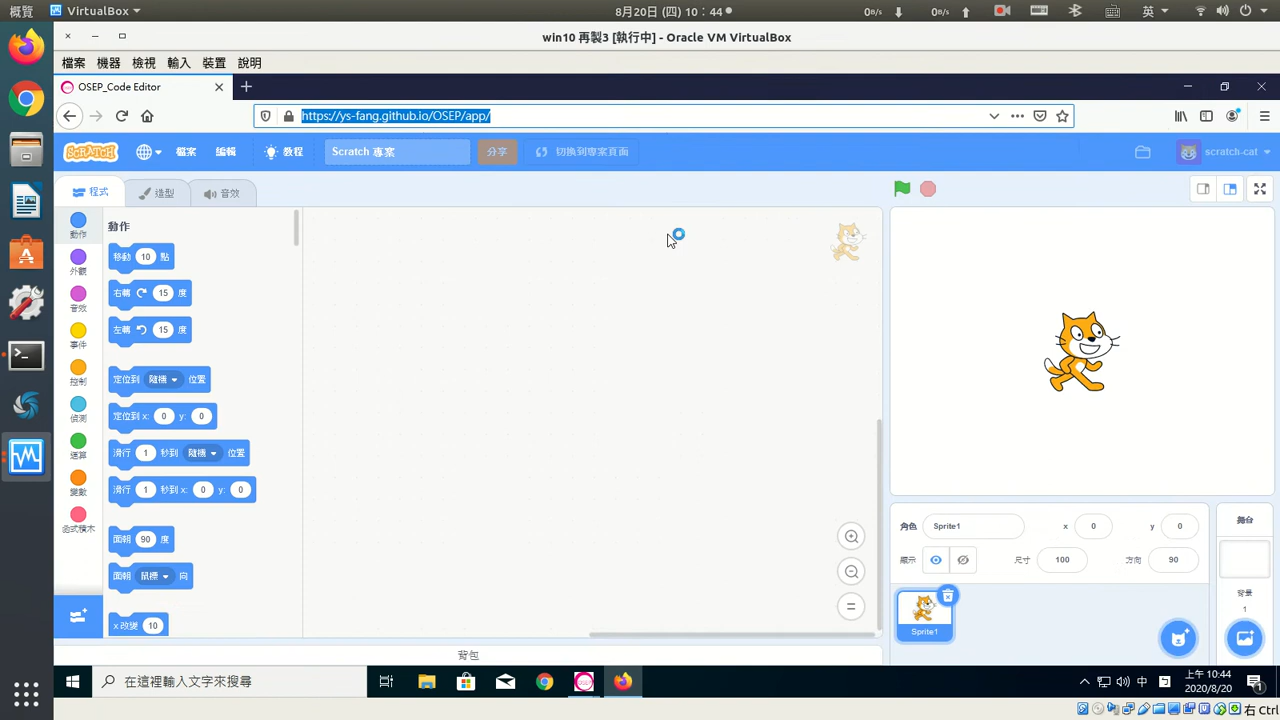 概覽 VirtualBox 8月20日 (四) 10：44 0B/s 0B/s 英
win10 再製3 [執行中] - Oracle VM VirtualBox
檔案 機器 檢視 輸入 裝置 說明
OSEP_Code Editor
https://ys-fang.github.io/OSEP/app/
SCRATCH 檔案 編輯 教程 Scratch 專案 分享 切換到專案頁面 scratch-cat
程式 造型 音效
動作
動作
移動 10 點
外觀
右轉 15 度
音效
左轉 15 度
事件
控制
定位到 隨機 位置
偵測
定位到 x: 0 y: 0
運算
滑行 1 秒到 隨機 位置
變數
滑行 1 秒到 x: 0 y: 0
函式積木
面朝 90 度
面朝 鼠標 向
x 改變 10
角色 Sprite1 x 0 y 0
顯示 尺寸 100 方向 90
Sprite1
舞台
背景
1
背包
在這裡輸入文字來搜尋
OSEP
中
上午 10:44
2020/8/20
1
右 Ctrl